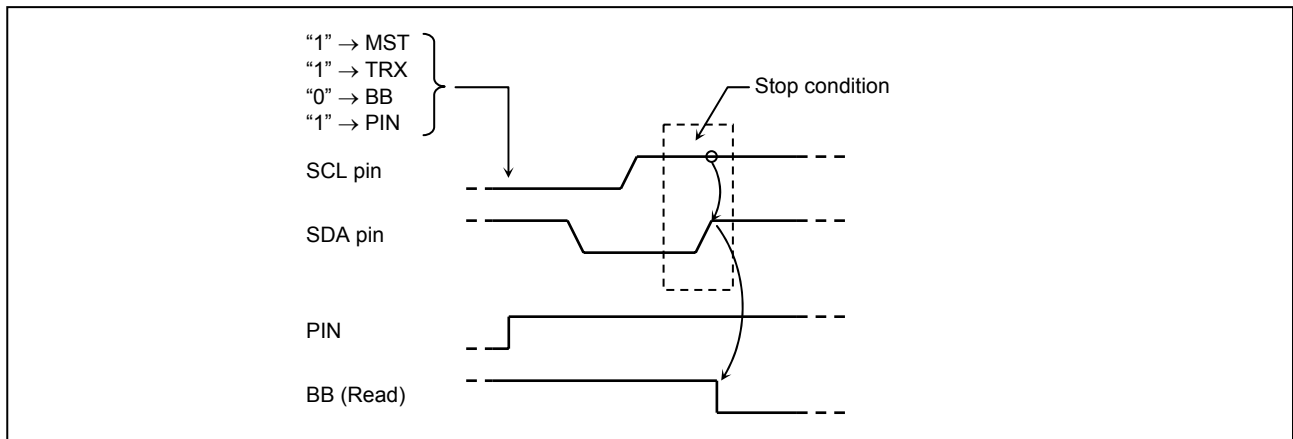 “1” → MST
“1” → TRX
“0” → BB
“1” → PIN
Stop condition
SCL pin
SDA pin
PIN
BB (Read)